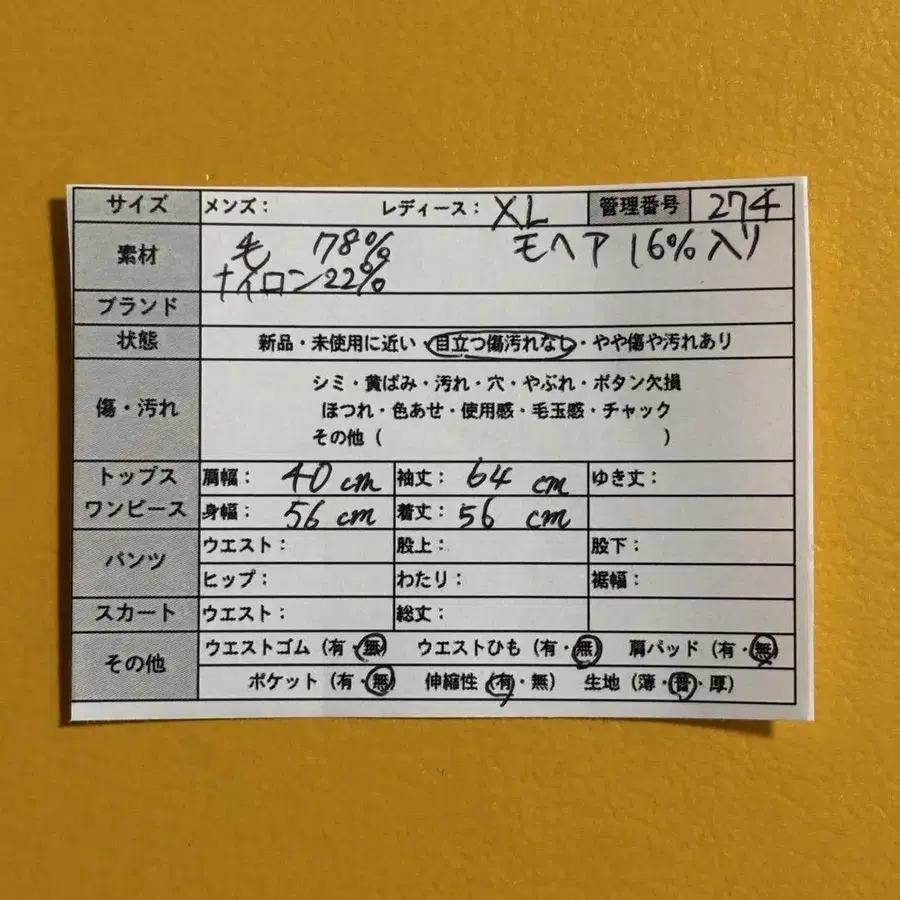 サイズ メンズ： レディース： XL 管理番号 274
素材 毛 78% モヘア 16%入り
ナイロン22%
ブランド
状態 新品・未使用に近い・目立つ傷汚れなし・やや傷や汚れあり
傷・汚れ シミ・黄ばみ・汚れ・穴・やぶれ・ボタン欠損
ほつれ・色あせ・使用感・毛玉感・チャック
その他（ ）
トップス 肩幅： 40 cm 袖丈： 64 cm ゆき丈：
ワンピース 身幅： 56 cm 着丈： 56 cm
パンツ ウエスト： 股上： 股下：
ヒップ： わたり： 裾幅：
スカート ウエスト： 総丈：
その他 ウエストゴム（有・無） ウエストひも（有・無） 肩パッド（有・無）
ポケット（有・無） 伸縮性（有・無） 生地（薄・普・厚）